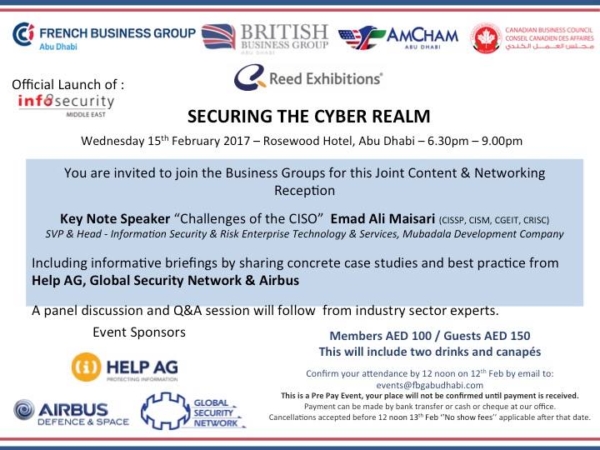 FRENCH BUSINESS GROUP
Abu Dhabi
BRITISH
BUSINESS GROUP
ABU DHABI
AMCHAM
ABU DHABI
CANADIAN BUSINESS COUNCIL
CONSEIL CANADIEN DES AFFAIRES
مجلس العمل الكندي
Reed Exhibitions®
Official Launch of :
infosecurity
MIDDLE EAST
SECURING THE CYBER REALM
Wednesday 15th February 2017 – Rosewood Hotel, Abu Dhabi – 6.30pm – 9.00pm
You are invited to join the Business Groups for this Joint Content & Networking
Reception
Key Note Speaker “Challenges of the CISO” Emad Ali Maisari (CISSP, CISM, CGEIT, CRISC)
SVP & Head - Information Security & Risk Enterprise Technology & Services, Mubadala Development Company
Including informative briefings by sharing concrete case studies and best practice from
Help AG, Global Security Network & Airbus
A panel discussion and Q&A session will follow from industry sector experts.
Event Sponsors
HELP AG
PROTECTING INFORMATION
AIRBUS
DEFENCE & SPACE
GLOBAL
SECURITY
NETWORK
Members AED 100 / Guests AED 150
This will include two drinks and canapés
Confirm your attendance by 12 noon on 12th Feb by email to:
events@fbgabudhabi.com
This is a Pre Pay Event, your place will not be confirmed until payment is received.
Payment can be made by bank transfer or cash or cheque at our office.
Cancellations accepted before 12 noon 13th Feb “No show fees” applicable after that date.